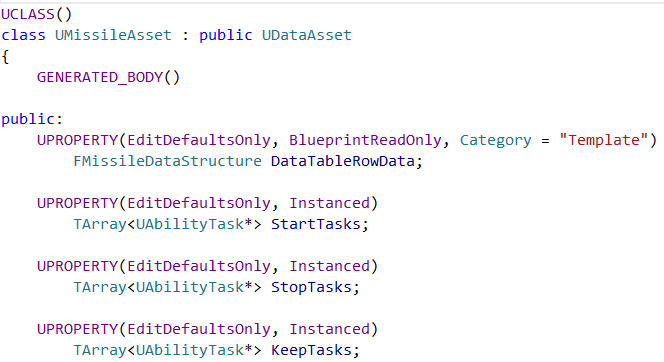 UCLASS()
class UMissileAsset : public UDataAsset
{
GENERATED_BODY()
public:
UPROPERTY(EditDefaultsOnly, BlueprintReadOnly, Category = "Template")
FMissileDataStructure DataTableRowData;
UPROPERTY(EditDefaultsOnly, Instanced)
TArray<UAbilityTask*> StartTasks;
UPROPERTY(EditDefaultsOnly, Instanced)
TArray<UAbilityTask*> StopTasks;
UPROPERTY(EditDefaultsOnly, Instanced)
TArray<UAbilityTask*> KeepTasks;